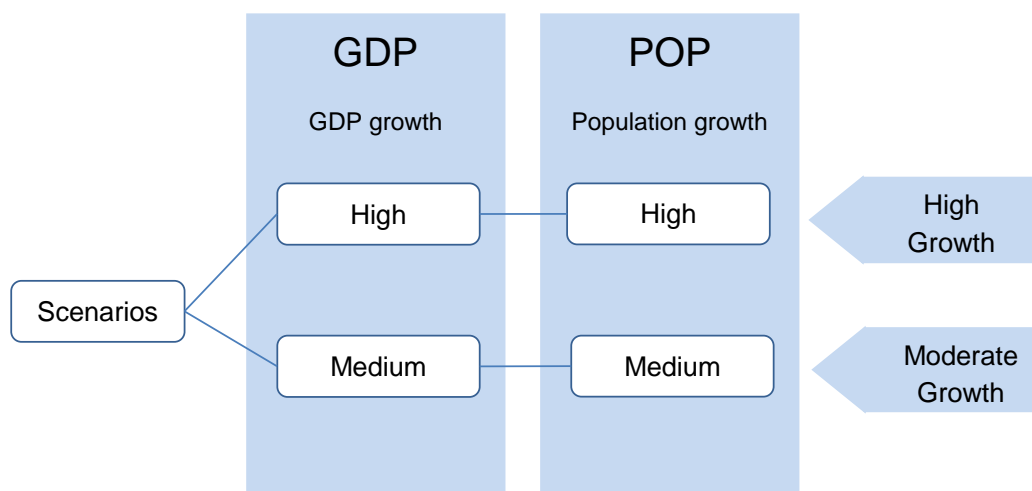 GDP
POP
GDP growth
Population growth
High
High
High
Growth
Scenarios
Medium
Medium
Moderate
Growth